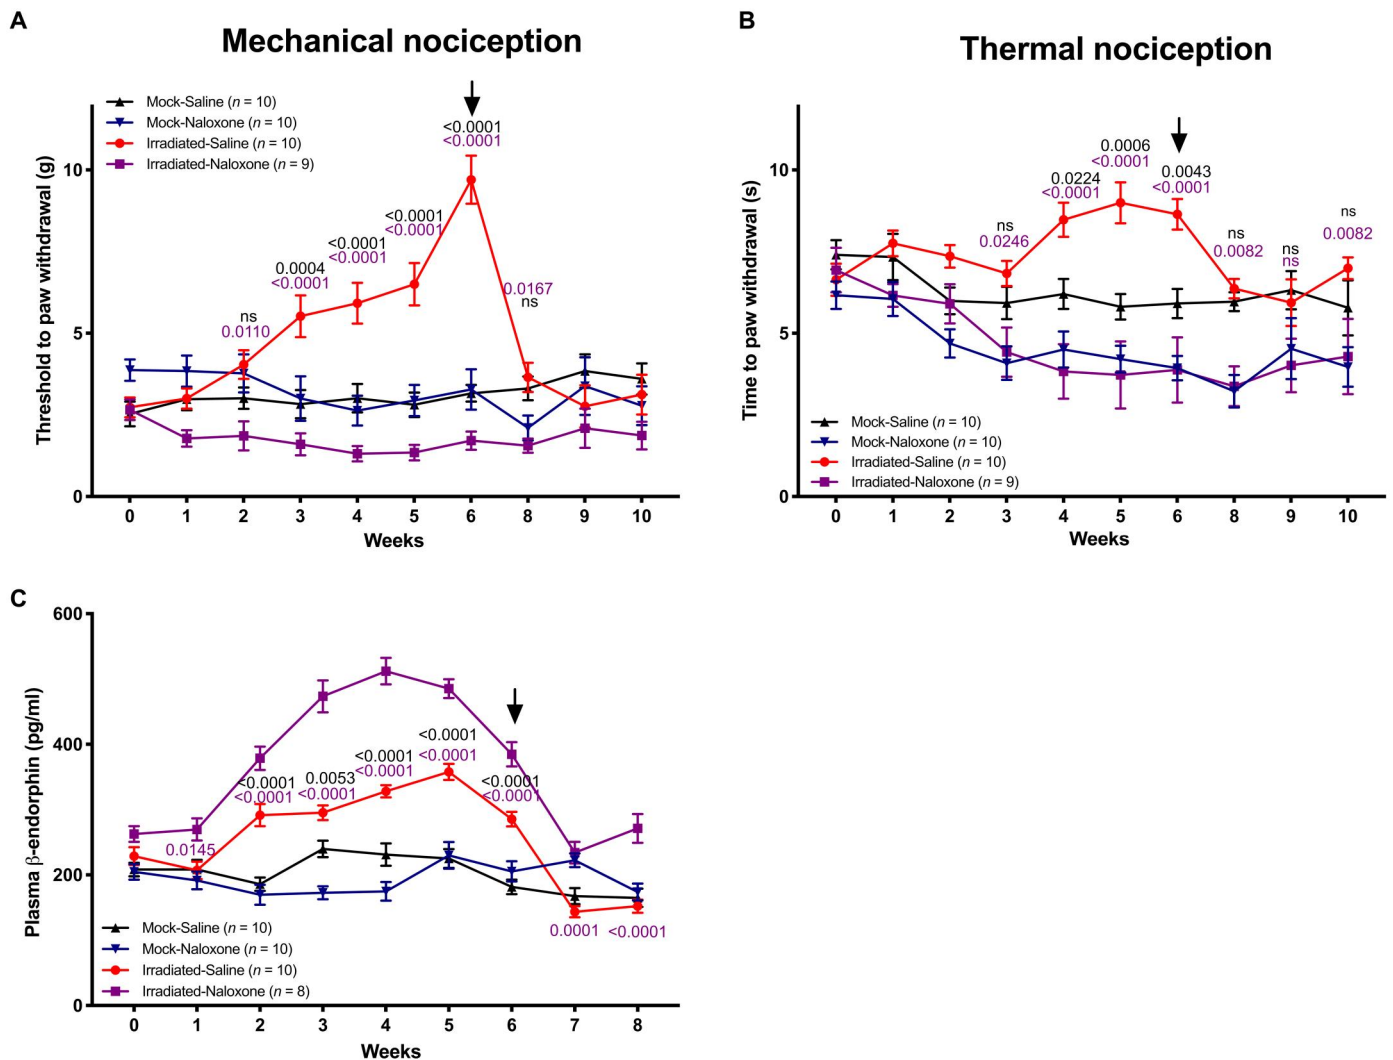 A
Mechanical nociception
Mock-Saline (n = 10)
Mock-Naloxone (n = 10)
Irradiated-Saline (n = 10)
Irradiated-Naloxone (n = 9)
Threshold to paw withdrawal (g)
10
5
0
ns
0.0110
0.0004
<0.0001
<0.0001
<0.0001
<0.0001
<0.0001
<0.0001
<0.0001
0.0167
ns
0 1 2 3 4 5 6 8 9 10
Weeks
B
Thermal nociception
Time to paw withdrawal (s)
10
5
0
ns
0.0246
0.0224
<0.0001
0.0006
<0.0001
0.0043
<0.0001
ns
0.0082
ns
ns
ns
0.0082
Mock-Saline (n = 10)
Mock-Naloxone (n = 10)
Irradiated-Saline (n = 10)
Irradiated-Naloxone (n = 9)
0 1 2 3 4 5 6 8 9 10
Weeks
C
Plasma β-endorphin (pg/ml)
600
400
200
0
0.0145
<0.0001
<0.0001
0.0053
<0.0001
<0.0001
<0.0001
<0.0001
<0.0001
<0.0001
<0.0001
0.0001
<0.0001
Mock-Saline (n = 10)
Mock-Naloxone (n = 10)
Irradiated-Saline (n = 10)
Irradiated-Naloxone (n = 8)
0 1 2 3 4 5 6 7 8
Weeks